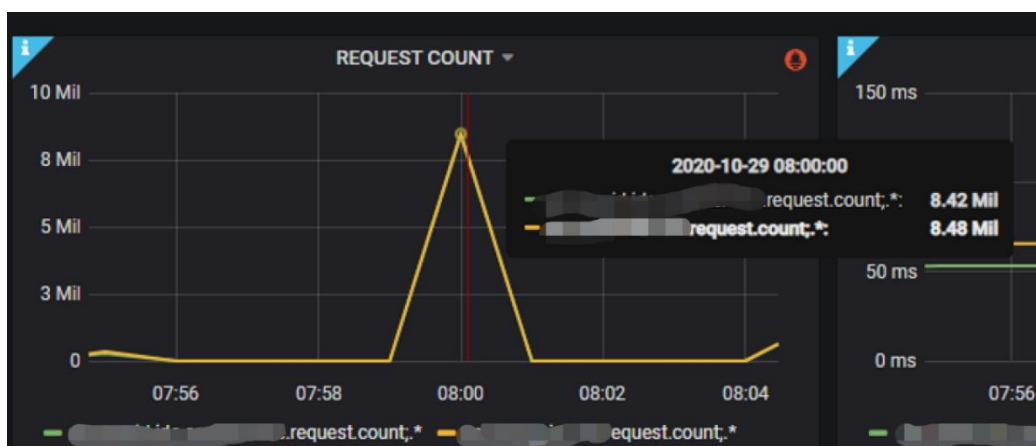 i
REQUEST COUNT
10 Mil
8 Mil
5 Mil
3 Mil
0
07:56
07:58
08:00
08:02
08:04
2020-10-29 08:00:00
.request.count;.*: 8.42 Mil
request.count;.*: 8.48 Mil
.request.count;.*
equest.count;.*
i
150 ms
50 ms
0 ms
07:56